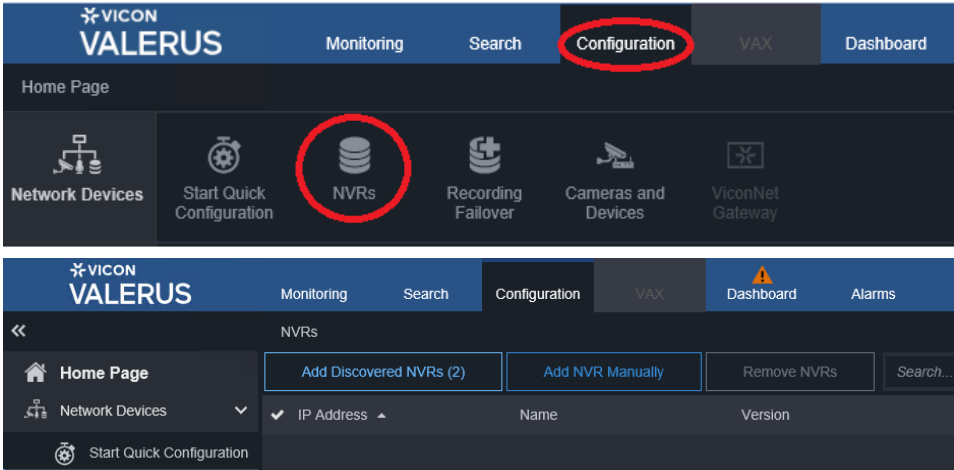 VICON
VALERUS Monitoring Search Configuration VAX Dashboard
Home Page
Network Devices Start Quick Configuration NVRs Recording Failover Cameras and Devices ViconNet Gateway
VICON
VALERUS Monitoring Search Configuration VAX Dashboard Alarms
NVRs
Home Page Add Discovered NVRs (2) Add NVR Manually Remove NVRs Search...
Network Devices IP Address Name Version
Start Quick Configuration